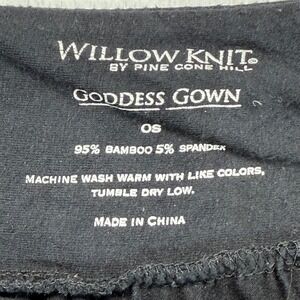 WILLOW KNIT©
BY PINE CONE HILL
GODDESS GOWN
OS
95% BAMBOO 5% SPANDEX
MACHINE WASH WARM WITH LIKE COLORS,
TUMBLE DRY LOW.
MADE IN CHINA